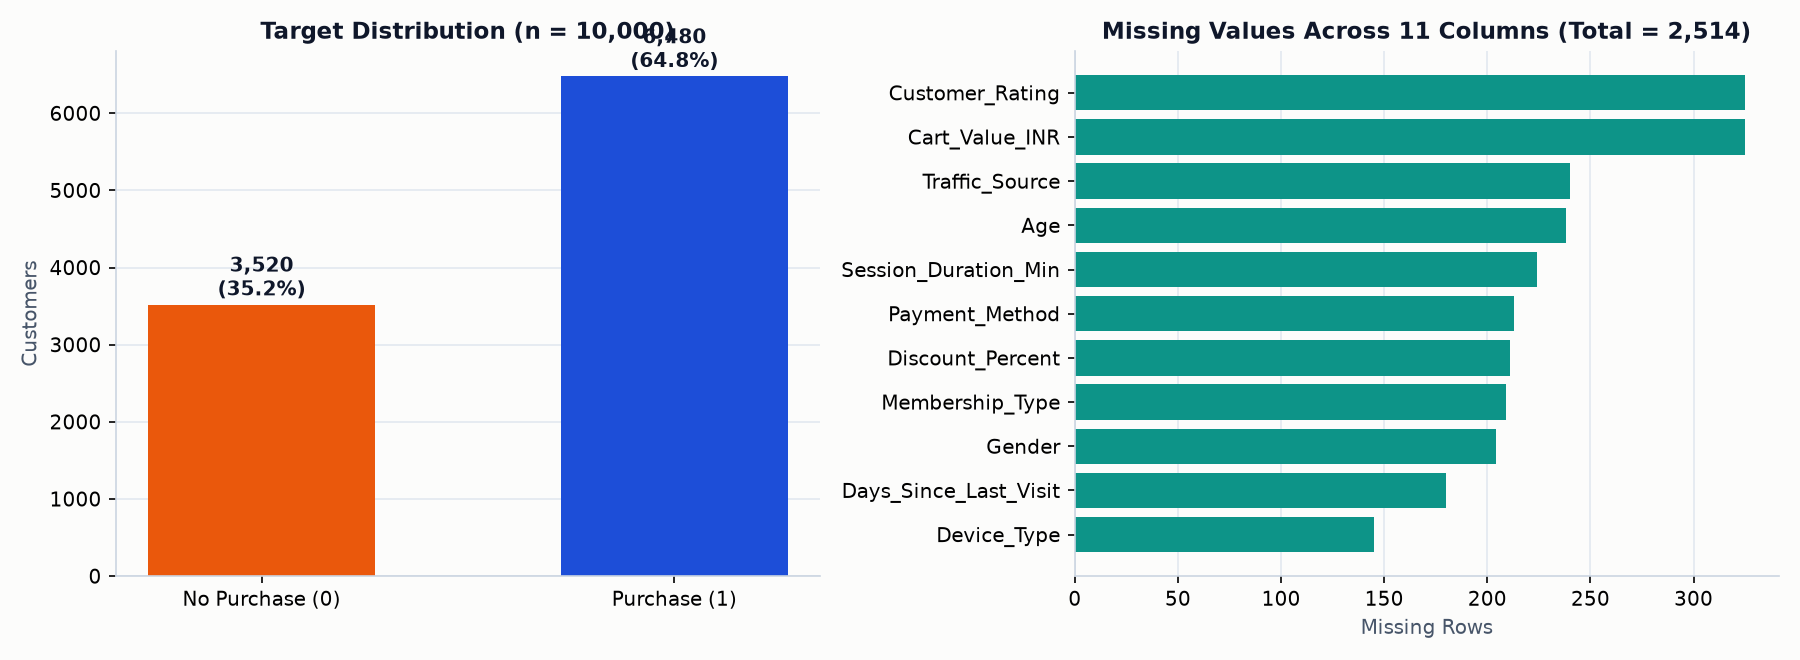 Target Distribution (n = 10,000)
6,480
(64.8%)
3,520
(35.2%)
Customers
6000
5000
4000
3000
2000
1000
0
No Purchase (0)
Purchase (1)
Missing Values Across 11 Columns (Total = 2,514)
Customer_Rating
Cart_Value_INR
Traffic_Source
Age
Session_Duration_Min
Payment_Method
Discount_Percent
Membership_Type
Gender
Days_Since_Last_Visit
Device_Type
0 50 100 150 200 250 300
Missing Rows